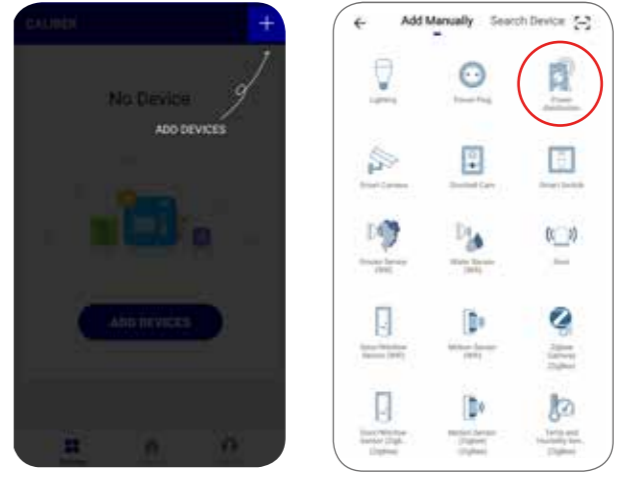 CALIBER
No Device
ADD DEVICES
ADD DEVICES
Add Manually Search Device
Lighting
Power Plug
Power
distribution
Smart Camera
Doorbell Cam
Smart Switch
Smoke Sensor
(Wifi)
Water Sensor
(Wifi)
Door/Window
Sensor (Wifi)
Motion Sensor
(Wifi)
Zigbee
Gateway
(ZigBee)
Door/Window
Sensor (Zigb...
(ZigBee)
Motion Sensor
(Zigbee)
(ZigBee)
Temp and
Humidity Sen...
(ZigBee)